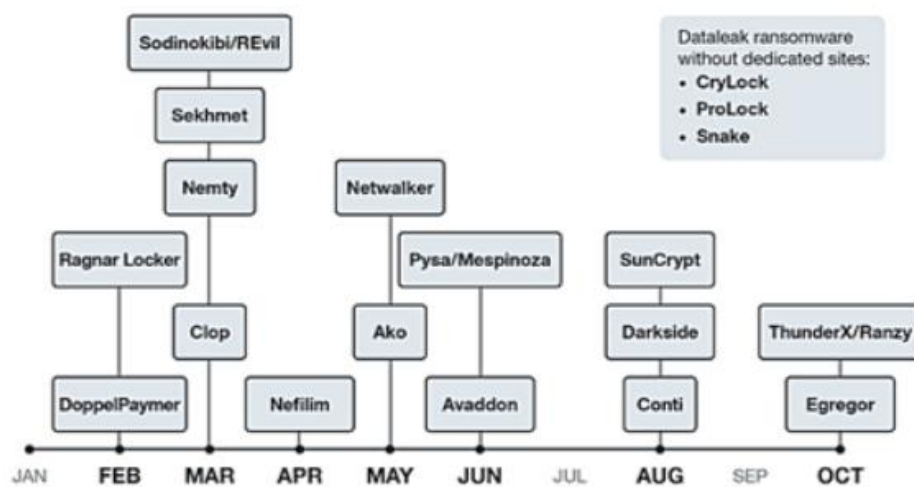 Sodinokibi/REvil
Dataleak ransomware
without dedicated sites:
• CryLock
• ProLock
• Snake
Sekhmet
Nemty
Netwalker
Ragnar Locker
Pysa/Mespinoza
SunCrypt
Clop
Ako
Darkside
ThunderX/Ranzy
DoppelPaymer
Nefilim
Avaddon
Conti
Egregor
JAN FEB MAR APR MAY JUN JUL AUG SEP OCT